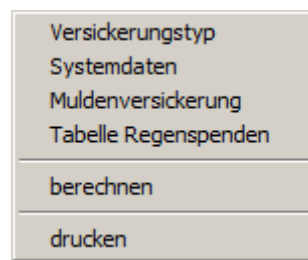 Versickerungstyp
Systemdaten
Muldenversickerung
Tabelle Regenspenden
berechnen
drucken